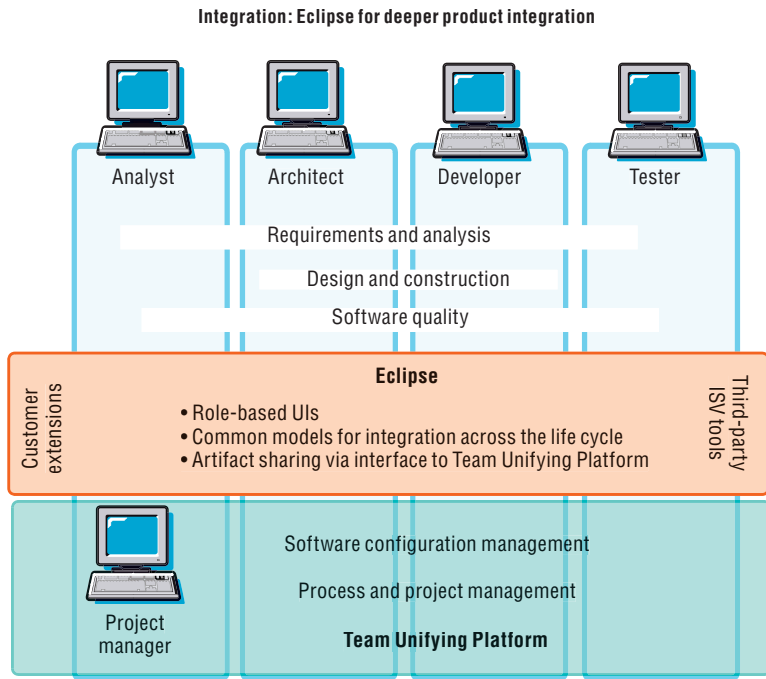 Integration: Eclipse for deeper product integration
Analyst
Architect
Developer
Tester
Requirements and analysis
Design and construction
Software quality
Customer
extensions
Eclipse
• Role-based UIs
• Common models for integration across the life cycle
• Artifact sharing via interface to Team Unifying Platform
Third-party
ISV tools
Software configuration management
Process and project management
Project
manager
Team Unifying Platform